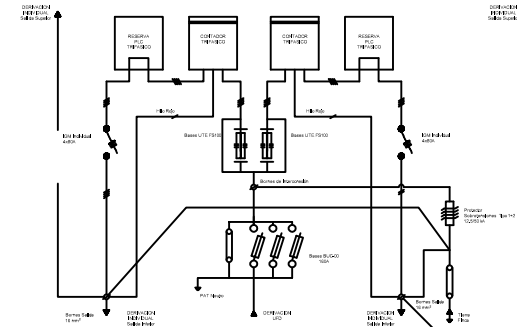 DERIVACION
INDIVIDUAL
Salida Superior
DERIVACION
INDIVIDUAL
Salida Superior
RESERVA
PLC
TRIFASICO
CONTADOR
TRIFASICO
CONTADOR
TRIFASICO
RESERVA
PLC
TRIFASICO
Hilo Rojo
Hilo Rojo
IGM Individual
4x80A
Bases UTE FS100
Bases UTE FS100
IGM Individual
4x80A
Bornes de Interconexión
Protector
Sobretensiones Tipo 1+2
Bases BUC-00
160A
PAT Neutro
Bornes Salida
16 mm²
DERIVACION
INDIVIDUAL
Salida Inferior
DERIVACION
DERIVACION
INDIVIDUAL
Salida Inferior
Bornes Salida
16 mm²
Tierra
Física